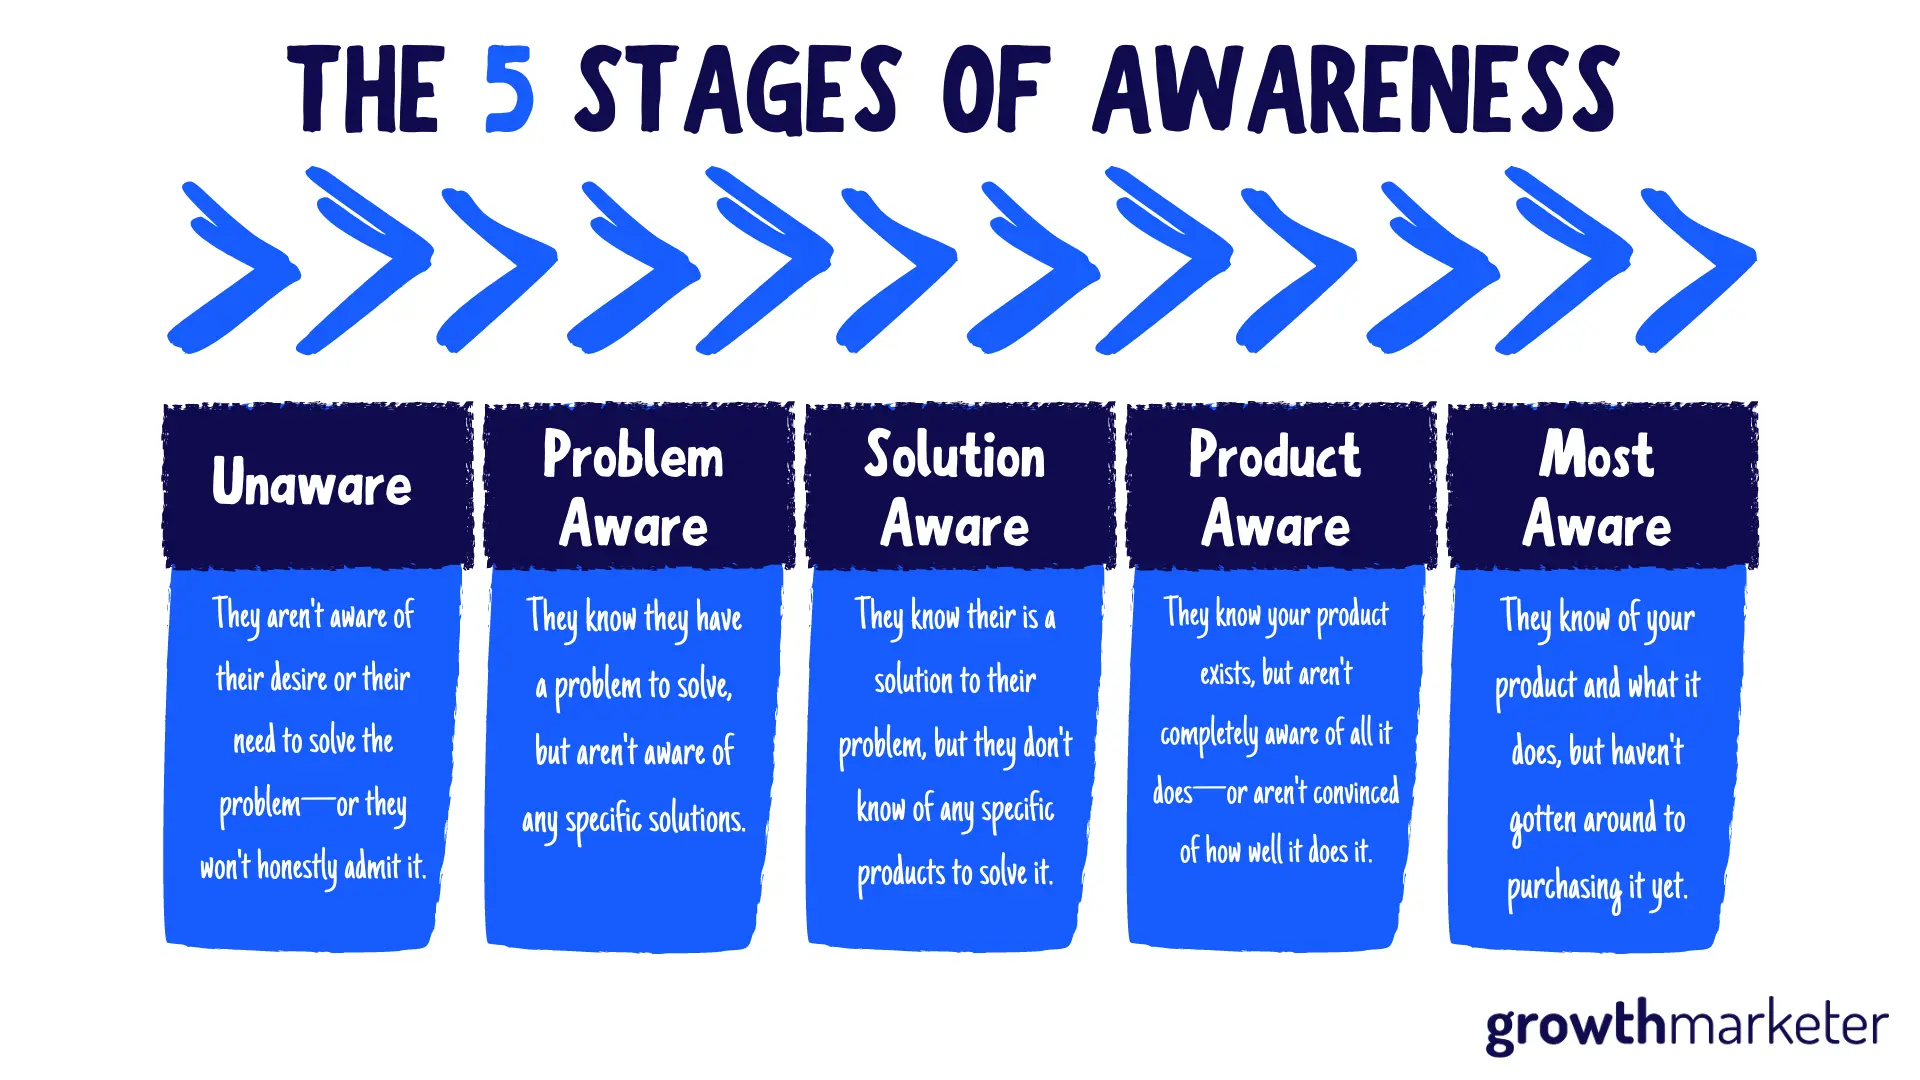 THE 5 STAGES OF AWARENESS
Unaware
They aren't aware of
their desire or their
need to solve the
problem—or they
won't honestly admit it.
Problem
Aware
They know they have
a problem to solve,
but aren't aware of
any specific solutions.
Solution
Aware
They know their is a
solution to their
problem, but they don't
know of any specific
products to solve it.
Product
Aware
They know your product
exists, but aren't
completely aware of all it
does—or aren't convinced
of how well it does it.
Most
Aware
They know of your
product and what it
does, but haven't
gotten around to
purchasing it yet.
growthmarketer